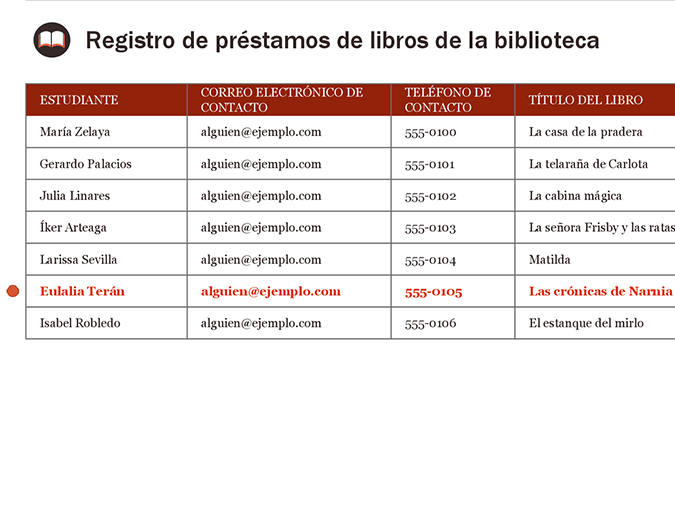 Registro de préstamos de libros de la biblioteca
ESTUDIANTE CORREO ELECTRÓNICO DE CONTACTO TELÉFONO DE CONTACTO TÍTULO DEL LIBRO
María Zelaya alguien@ejemplo.com 555-0100 La casa de la pradera
Gerardo Palacios alguien@ejemplo.com 555-0101 La telaraña de Carlota
Julia Linares alguien@ejemplo.com 555-0102 La cabina mágica
Íker Arteaga alguien@ejemplo.com 555-0103 La señora Frisby y las ratas
Larissa Sevilla alguien@ejemplo.com 555-0104 Matilda
Eulalia Terán alguien@ejemplo.com 555-0105 Las crónicas de Narnia
Isabel Robledo alguien@ejemplo.com 555-0106 El estanque del mirlo